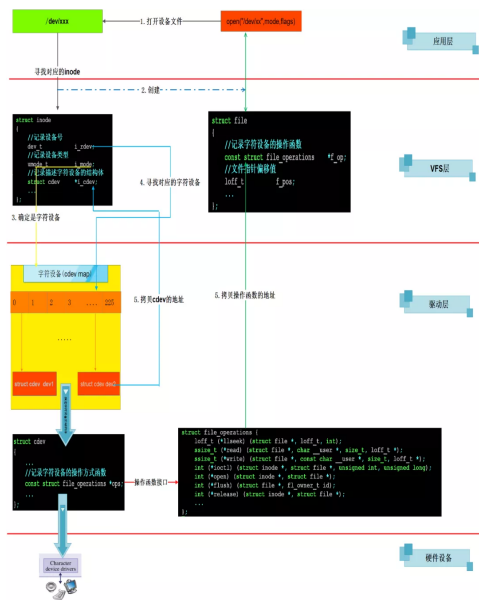 /dev/xxx
1.打开设备文件
open("/dev/xx",mode,flags)
应用层
寻找对应的inode
2.创建
struct inode
{
//记录设备号
dev_t i_rdev;
//记录设备类型
umode_t i_mode;
//记录描述字符设备的结构体
struct cdev *i_cdev;
...
};
struct file
{
//记录字符设备的操作函数
const struct file_operations *f_op;
//文件指针偏移值
loff_t f_pos;
...
};
VFS层
4.寻找对应的字符设备
3.确定是字符设备
字符设备(cdev map)
0 1 2 3 .... 225
.....
struct cdev dev1
struct cdev dev2
5.拷贝cdev的地址
5.拷贝操作函数的地址
驱动层
struct cdev
{
...
//记录字符设备的操作方式函数
const struct file_operations *ops;
...
};
操作函数接口
struct file_operations {
loff_t (*llseek) (struct file *, loff_t, int);
ssize_t (*read) (struct file *, char __user *, size_t, loff_t *);
ssize_t (*write) (struct file *, const char __user *, size_t, loff_t *);
int (*ioctl) (struct inode *, struct file *, unsigned int, unsigned long);
int (*open) (struct inode *, struct file *);
int (*flush) (struct file *, fl_owner_t id);
int (*release) (struct inode *, struct file *);
...
};
硬件设备
Character
device drivers